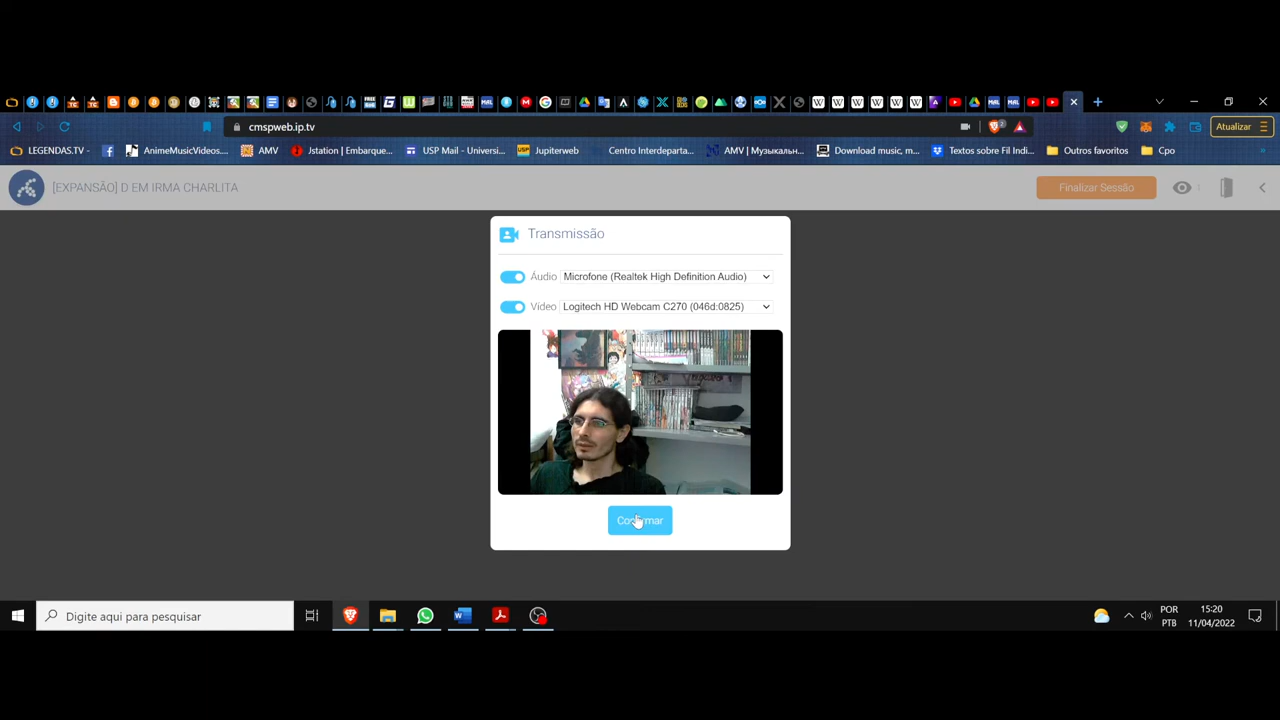 cmspweb.ip.tv
Atualizar
LEGENDAS.TV -
AnimeMusicVideos...
AMV
Jstation | Embarque...
USP Mail - Universi...
Jupiterweb
Centro Interdeparta...
AMV | Музыкальн...
Download music, m...
Textos sobre Fil Indi...
Outros favoritos
Cpo
[EXPANSÃO] D EM IRMA CHARLITA
Finalizar Sessão
Transmissão
Áudio Microfone (Realtek High Definition Audio)
Vídeo Logitech HD Webcam C270 (046d:0825)
Confirmar
Digite aqui para pesquisar
POR
PTB
15:20
11/04/2022